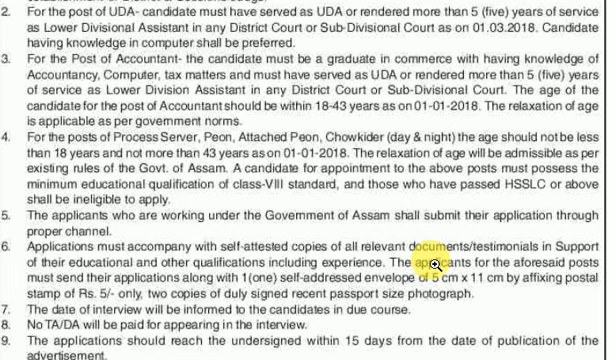 2. For the post of UDA- candidate must have served as UDA or rendered more than 5 (five) years of service
as Lower Divisional Assistant in any District Court or Sub-Divisional Court as on 01.03.2018. Candidate
having knowledge in computer shall be preferred.
3. For the Post of Accountant- the candidate must be a graduate in commerce with having knowledge of
Accountancy, Computer, tax matters and must have served as UDA or rendered more than 5 (five) years
of service as Lower Division Assistant in any District Court or Sub-Divisional Court. The age of the
candidate for the post of Accountant should be within 18-43 years as on 01-01-2018. The relaxation of age
is applicable as per government norms.
4. For the posts of Process Server, Peon, Attached Peon, Chowkider (day & night) the age should not be less
than 18 years and not more than 43 years as on 01-01-2018. The relaxation of age will be admissible as per
existing rules of the Govt. of Assam. A candidate for appointment to the above posts must possess the
minimum educational qualification of class-VIII standard, and those who have passed HSSLC or above
shall be ineligible to apply.
5. The applicants who are working under the Government of Assam shall submit their application through
proper channel.
6. Applications must accompany with self-attested copies of all relevant documents/testimonials in Support
of their educational and other qualifications including experience. The applicants for the aforesaid posts
must send their applications along with 1(one) self-addressed envelope of 5 cm x 11 cm by affixing postal
stamp of Rs. 5/- only, two copies of duly signed recent passport size photograph.
7. The date of interview will be informed to the candidates in due course.
8. No TA/DA will be paid for appearing in the interview.
9. The applications should reach the undersigned within 15 days from the date of publication of the
advertisement.